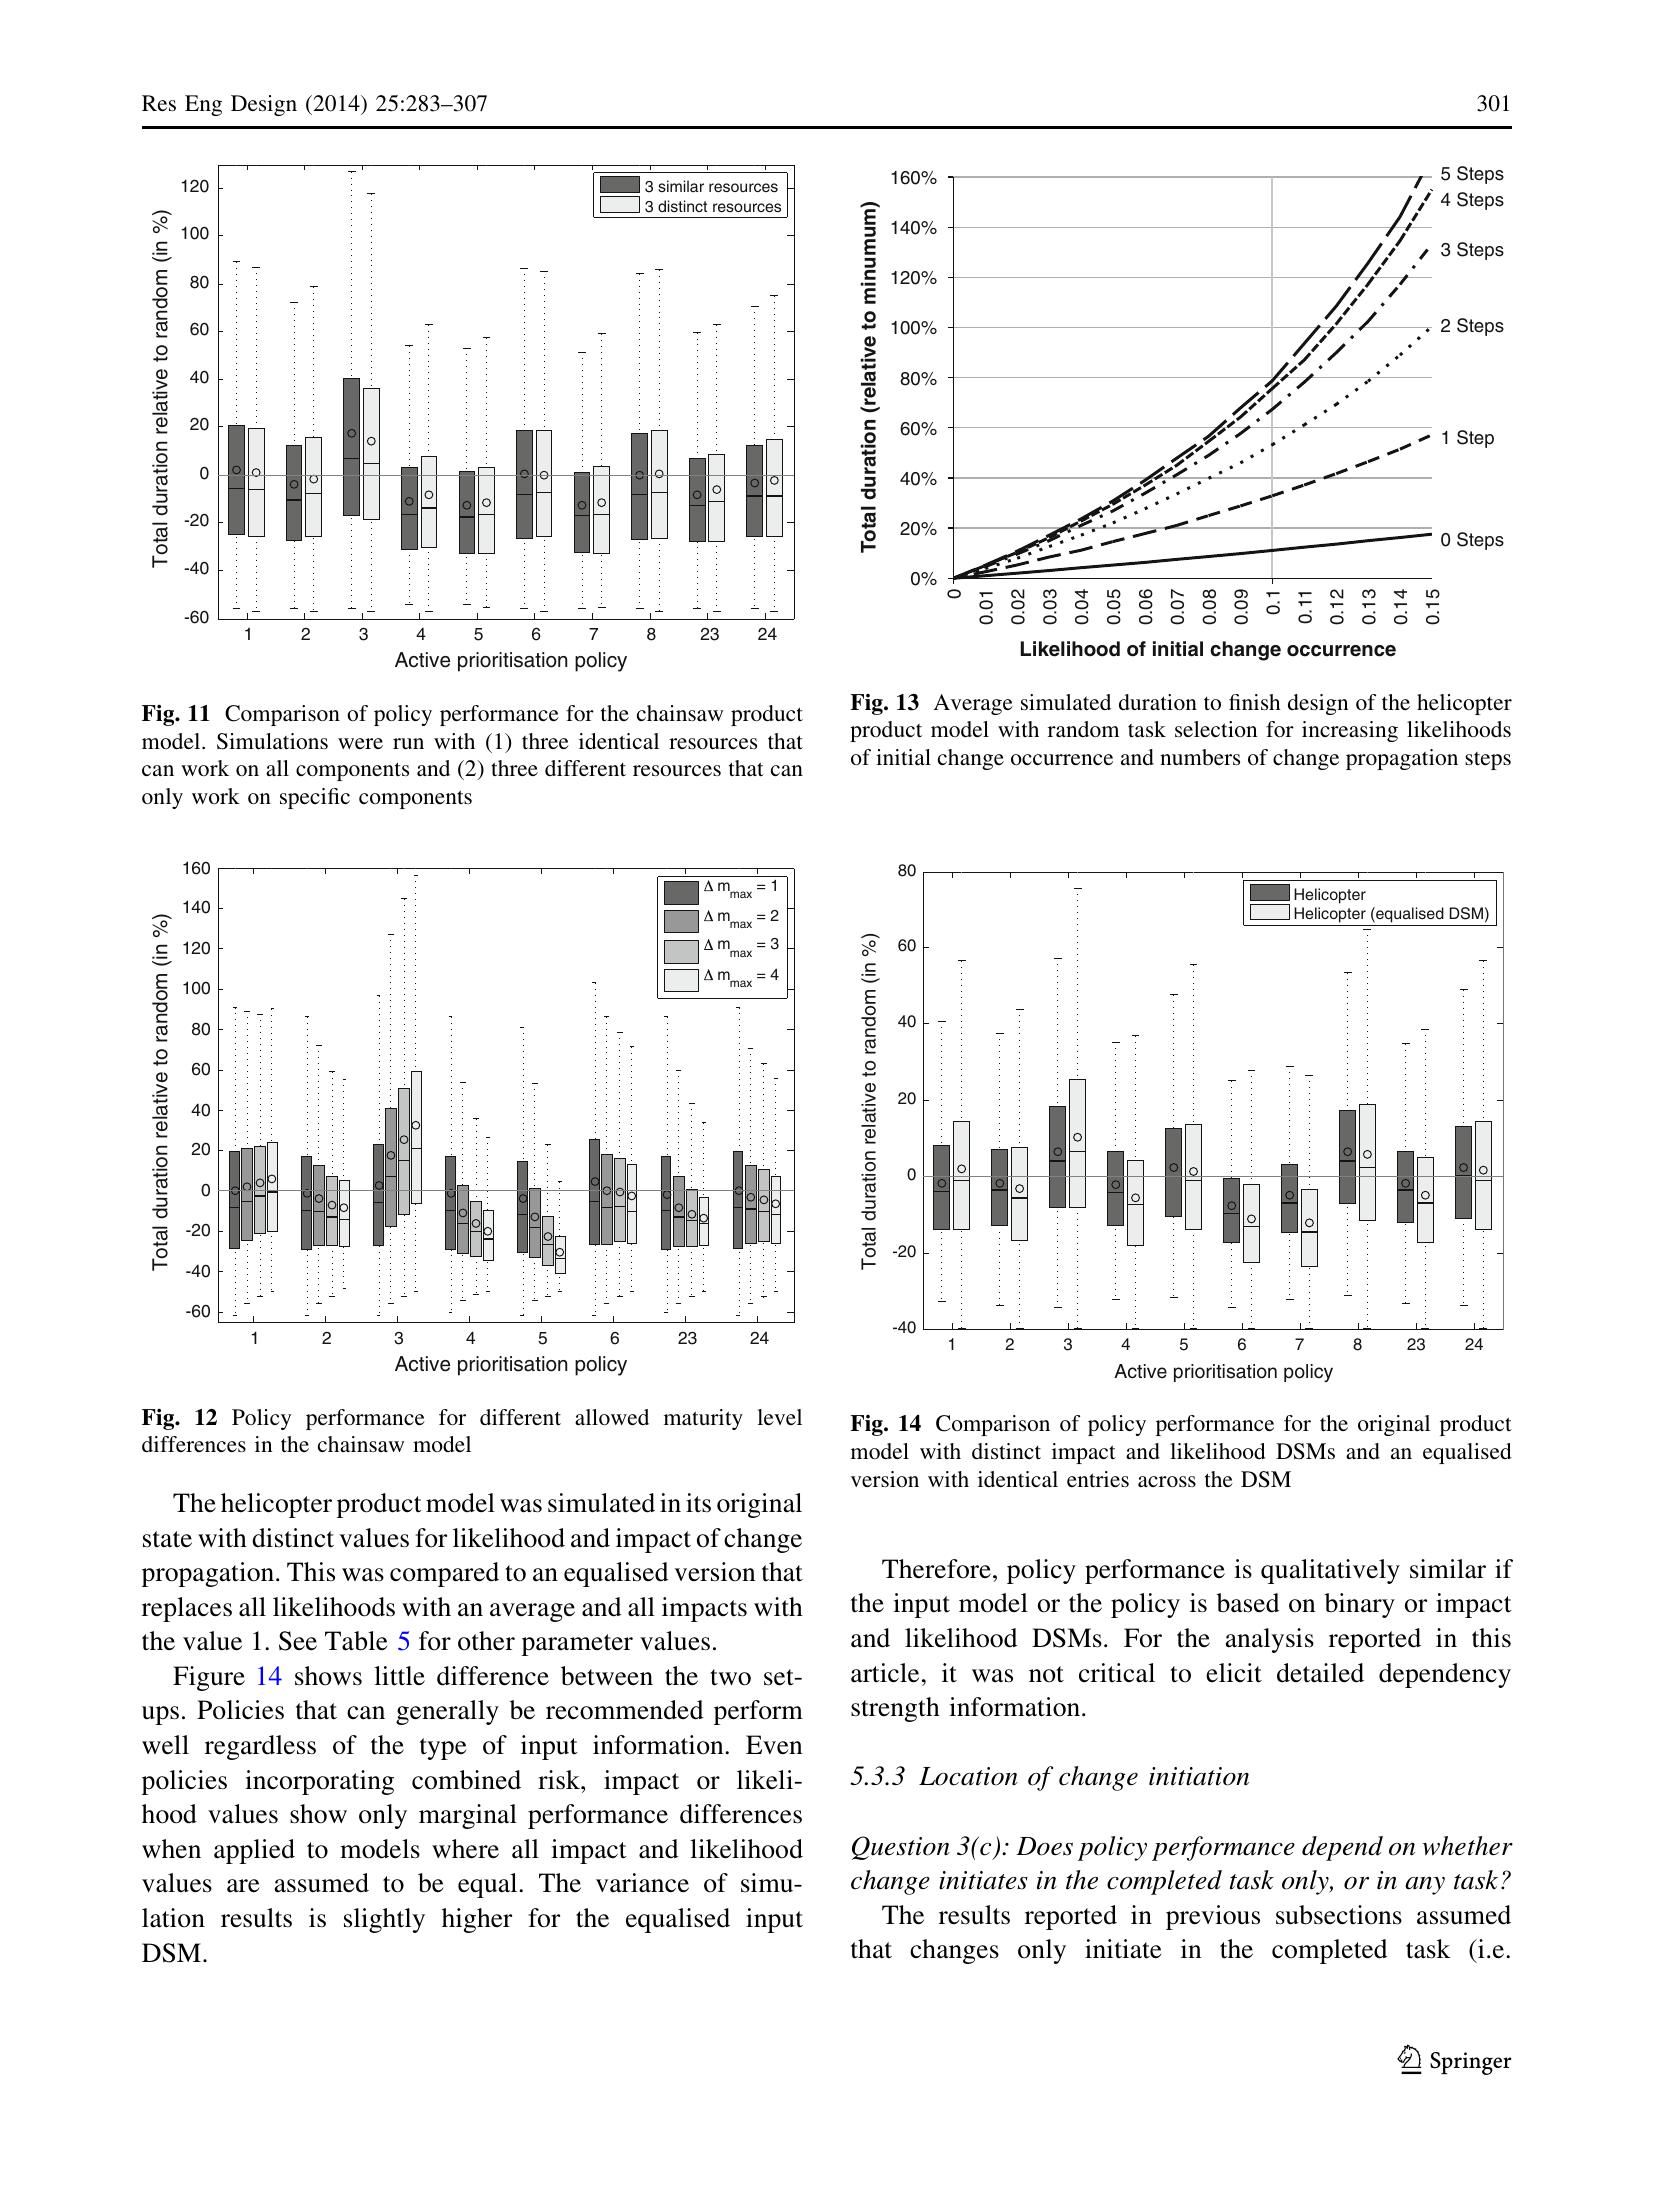 Res Eng Design (2014) 25:283–307
301
120
100
80
60
40
20
0
-20
-40
-60
Total duration relative to random (in %)
3 similar resources
3 distinct resources
1 2 3 4 5 6 7 8 23 24
Active prioritisation policy
Fig. 11 Comparison of policy performance for the chainsaw product
model. Simulations were run with (1) three identical resources that
can work on all components and (2) three different resources that can
only work on specific components
160
140
120
100
80
60
40
20
0
-20
-40
-60
Total duration relative to random (in %)
Δ mmax = 1
Δ mmax = 2
Δ mmax = 3
Δ mmax = 4
1 2 3 4 5 6 23 24
Active prioritisation policy
Fig. 12 Policy performance for different allowed maturity level
differences in the chainsaw model
The helicopter product model was simulated in its original
state with distinct values for likelihood and impact of change
propagation. This was compared to an equalised version that
replaces all likelihoods with an average and all impacts with
the value 1. See Table 5 for other parameter values.
Figure 14 shows little difference between the two set-
ups. Policies that can generally be recommended perform
well regardless of the type of input information. Even
policies incorporating combined risk, impact or likeli-
hood values show only marginal performance differences
when applied to models where all impact and likelihood
values are assumed to be equal. The variance of simu-
lation results is slightly higher for the equalised input
DSM.
160%
140%
120%
100%
80%
60%
40%
20%
0%
Total duration (relative to minumum)
5 Steps
4 Steps
3 Steps
2 Steps
1 Step
0 Steps
0 0.01 0.02 0.03 0.04 0.05 0.06 0.07 0.08 0.09 0.1 0.11 0.12 0.13 0.14 0.15
Likelihood of initial change occurrence
Fig. 13 Average simulated duration to finish design of the helicopter
product model with random task selection for increasing likelihoods
of initial change occurrence and numbers of change propagation steps
80
60
40
20
0
-20
-40
Total duration relative to random (in %)
Helicopter
Helicopter (equalised DSM)
1 2 3 4 5 6 7 8 23 24
Active prioritisation policy
Fig. 14 Comparison of policy performance for the original product
model with distinct impact and likelihood DSMs and an equalised
version with identical entries across the DSM
Therefore, policy performance is qualitatively similar if
the input model or the policy is based on binary or impact
and likelihood DSMs. For the analysis reported in this
article, it was not critical to elicit detailed dependency
strength information.
5.3.3 Location of change initiation
Question 3(c): Does policy performance depend on whether
change initiates in the completed task only, or in any task?
The results reported in previous subsections assumed
that changes only initiate in the completed task (i.e.
Springer